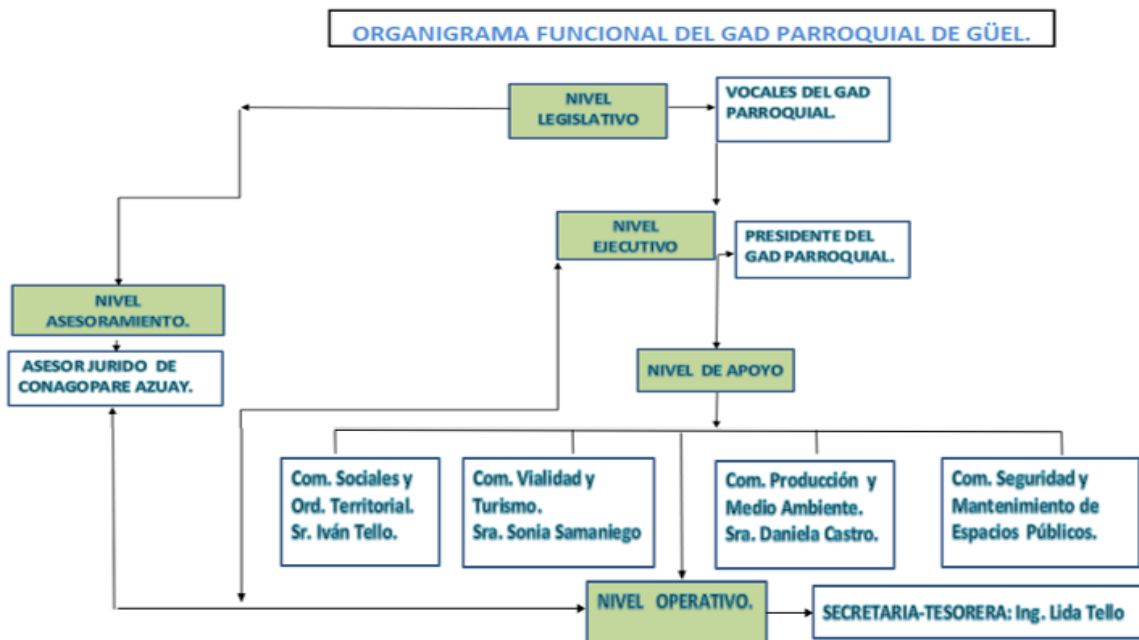 ORGANIGRAMA FUNCIONAL DEL GAD PARROQUIAL DE GÜEL.
NIVEL
LEGISLATIVO
VOCALES DEL GAD
PARROQUIAL.
NIVEL
EJECUTIVO
PRESIDENTE DEL
GAD PARROQUIAL.
NIVEL
ASESORAMIENTO.
ASESOR JURIDO DE
CONAGOPARE AZUAY.
NIVEL DE APOYO
Com. Sociales y
Ord. Territorial.
Sr. Iván Tello.
Com. Vialidad y
Turismo.
Sra. Sonia Samaniego
Com. Producción y
Medio Ambiente.
Sra. Daniela Castro.
Com. Seguridad y
Mantenimiento de
Espacios Públicos.
NIVEL OPERATIVO.
SECRETARIA-TESORERA: Ing. Lida Tello